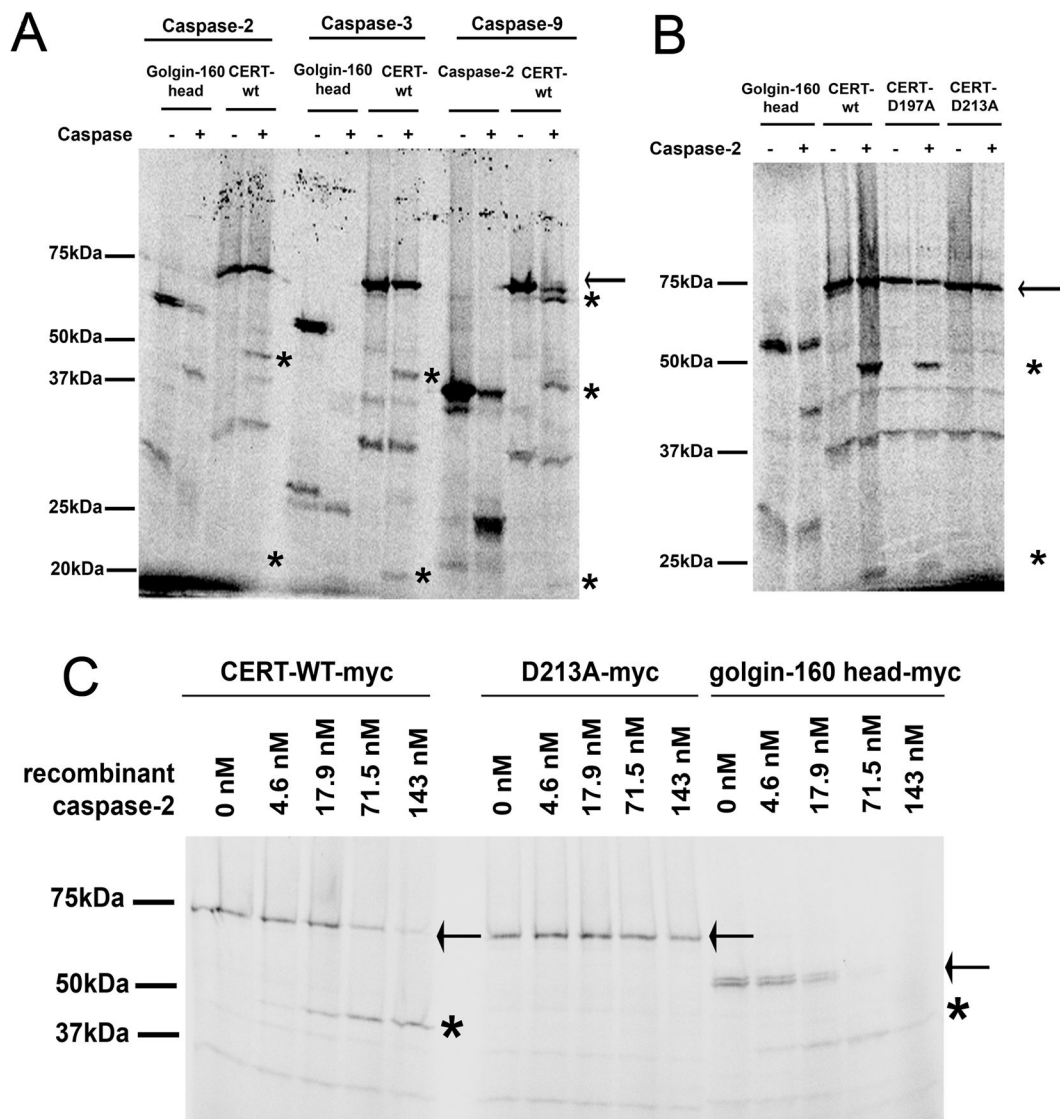 A
Caspase-2 Caspase-3 Caspase-9
Golgin-160 head CERT-wt Golgin-160 head CERT-wt Caspase-2 CERT-wt
Caspase - + - + - + - + - + - +
75kDa
50kDa
37kDa
25kDa
20kDa
*
*
*
*
*
*
*
B
Golgin-160 head CERT-wt CERT-D197A CERT-D213A
Caspase-2 - + - + - + - +
75kDa
50kDa
37kDa
25kDa
*
*
C
CERT-WT-myc D213A-myc golgin-160 head-myc
recombinant caspase-2
0 nM 4.6 nM 17.9 nM 71.5 nM 143 nM 0 nM 4.6 nM 17.9 nM 71.5 nM 143 nM 0 nM 4.6 nM 17.9 nM 71.5 nM 143 nM
75kDa
50kDa
37kDa
*
*